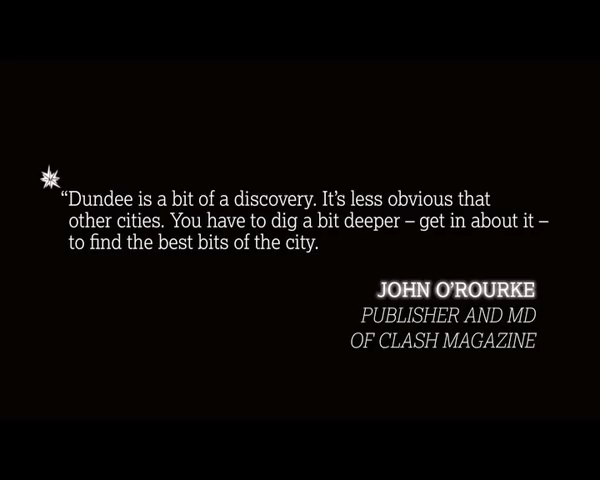 “Dundee is a bit of a discovery. It’s less obvious that
other cities. You have to dig a bit deeper – get in about it –
to find the best bits of the city.
JOHN O’ROURKE
PUBLISHER AND MD
OF CLASH MAGAZINE